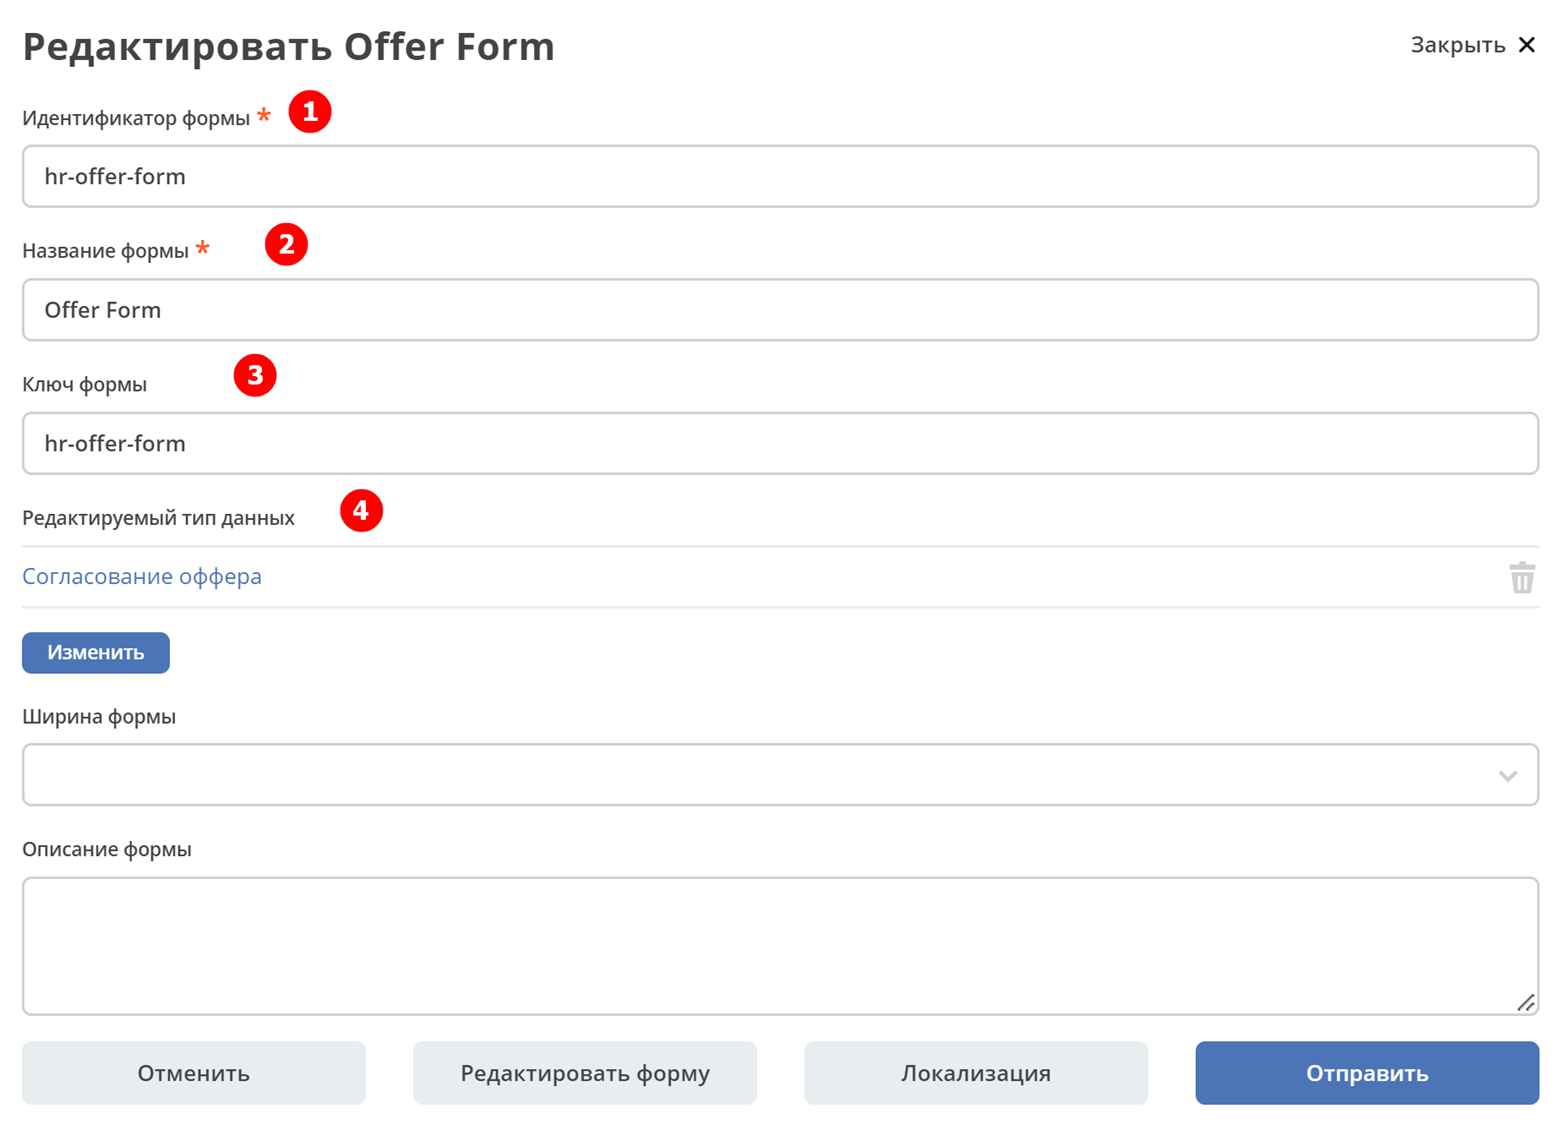 Редактировать Offer Form
Закрыть
Идентификатор формы * 1
hr-offer-form
Название формы * 2
Offer Form
Ключ формы 3
hr-offer-form
Редактируемый тип данных 4
Согласование оффера
Изменить
Ширина формы
Описание формы
Отменить
Редактировать форму
Локализация
Отправить